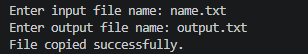 Enter input file name: name.txt
Enter output file name: output.txt
File copied successfully.